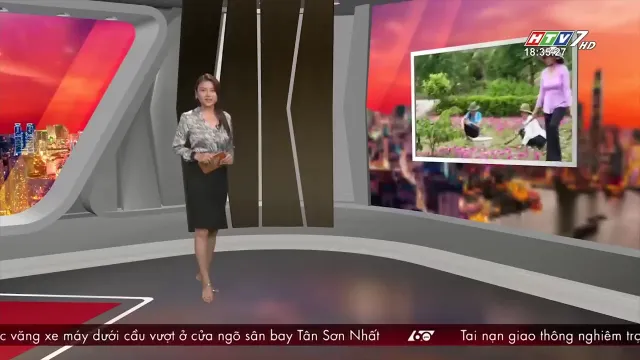 HTV7 HD
18:35:27
c văng xe máy dưới cầu vượt ở cửa ngõ sân bay Tân Sơn Nhất 60 Tai nạn giao thông nghiêm trọ